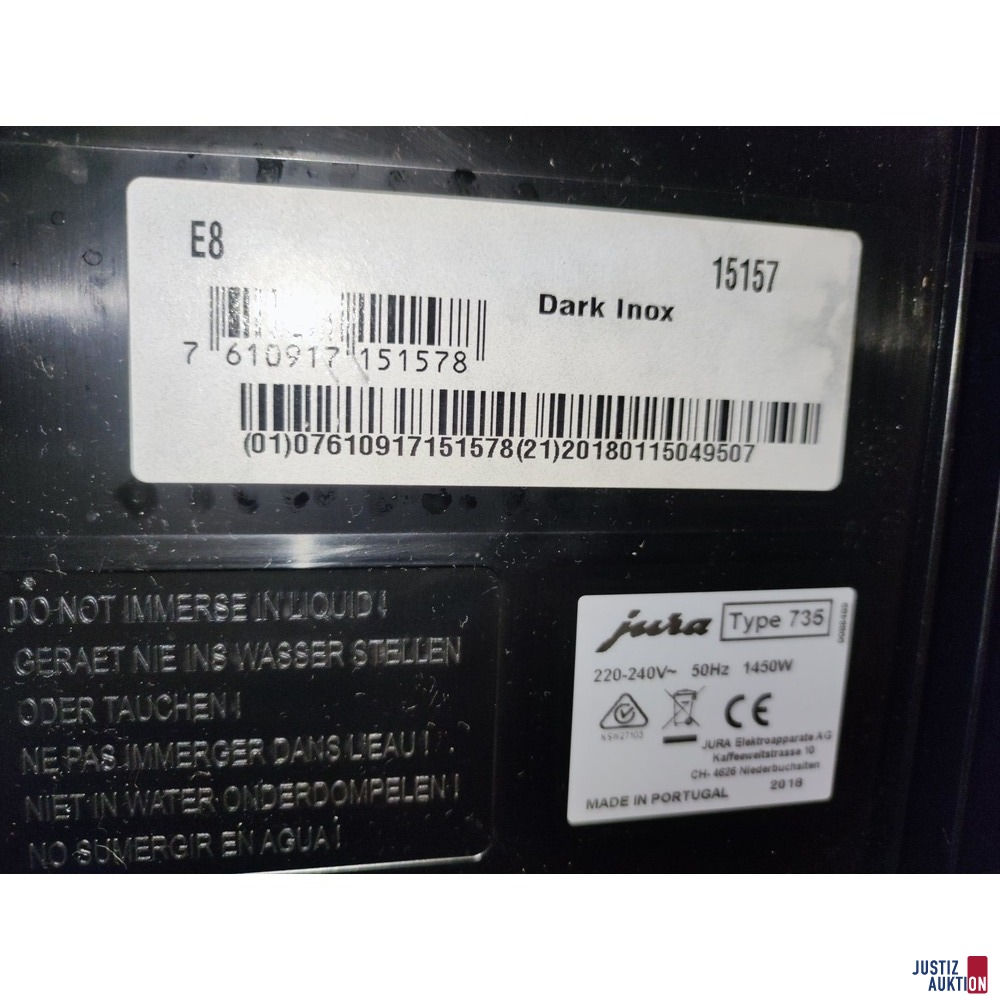 E8
15157
Dark Inox
7 610917 151578
(01)07610917151578(21)20180115049507
DO NOT IMMERSE IN LIQUID!
GERAET NIE INS WASSER STELLEN
ODER TAUCHEN!
NE PAS IMMERGER DANS L'EAU!
NIET IN WATER ONDERDOMPELEN!
NO SUMERGIR EN AGUA!
jura Type 735
220-240V~ 50Hz 1450W
NSW27103
CE
JURA Elektroapparate AG
Kaffeeweltstrasse 10
CH- 4626 Niederbuchsiten
2018
MADE IN PORTUGAL
JUSTIZ
AUKTION